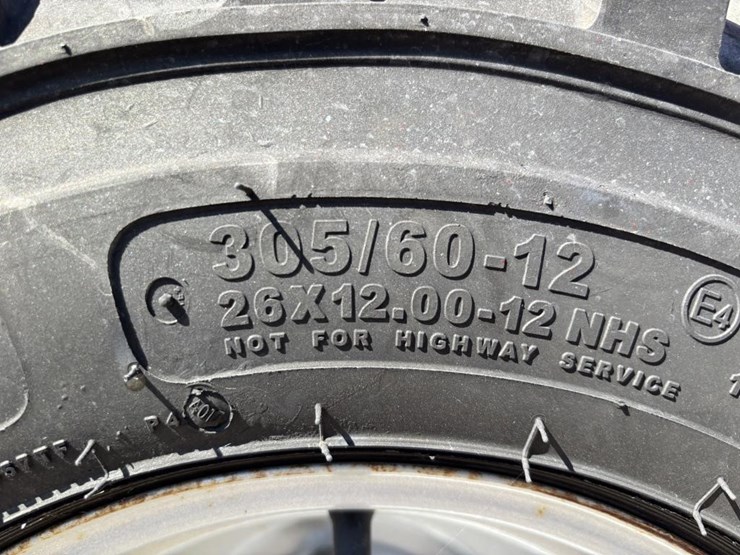 305/60-12
26X12.00-12 NHS
NOT FOR HIGHWAY SERVICE
E4